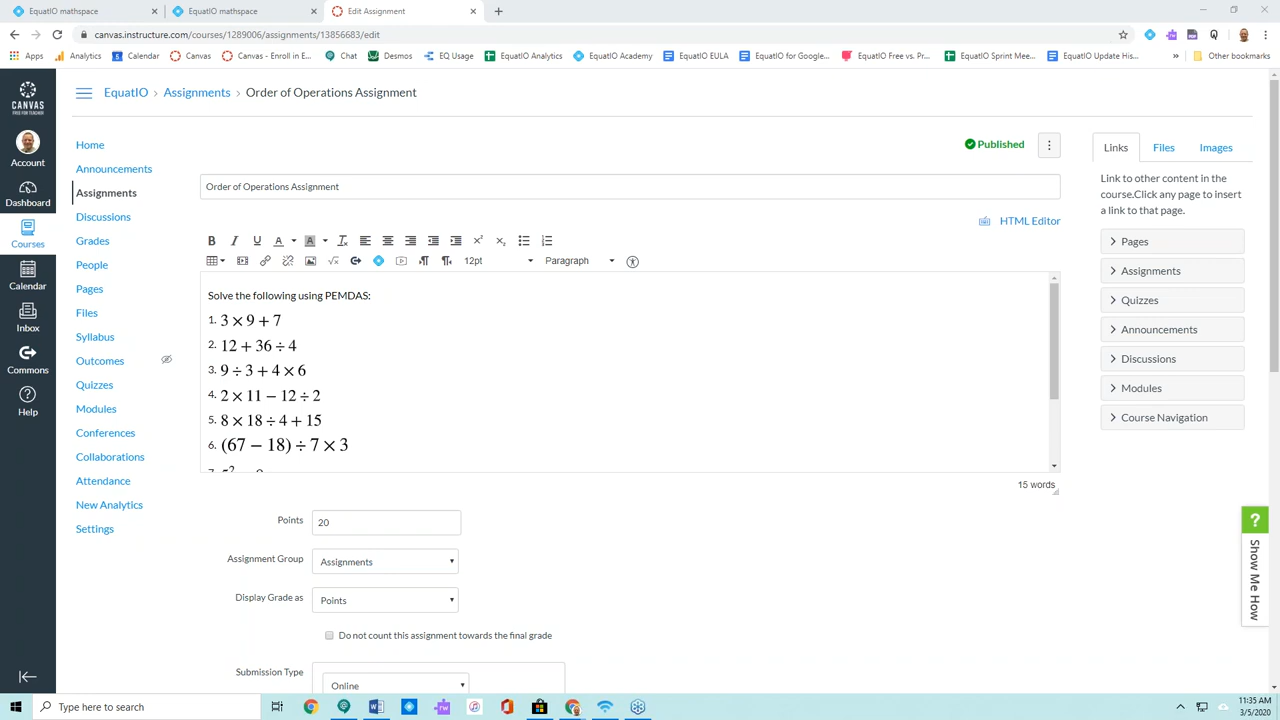 EquatIO mathspace
EquatIO mathspace
Edit Assignment
canvas.instructure.com/courses/1289006/assignments/13856683/edit
Apps Analytics Calendar Canvas Canvas - Enroll in E... Chat Desmos EQ Usage EquatIO Analytics EquatIO Academy EquatIO EULA EquatIO for Google... EquatIO Free vs. Pr... EquatIO Sprint Mee... EquatIO Update His... » Other bookmarks
CANVAS
FREE FOR TEACHER
Account
Dashboard
Courses
Calendar
Inbox
Commons
Help
EquatIO > Assignments > Order of Operations Assignment
Home
Announcements
Assignments
Discussions
Grades
People
Pages
Files
Syllabus
Outcomes
Quizzes
Modules
Conferences
Collaborations
Attendance
New Analytics
Settings
Published
Order of Operations Assignment
HTML Editor
12pt Paragraph
Solve the following using PEMDAS:
1. 3 × 9 + 7
2. 12 + 36 ÷ 4
3. 9 ÷ 3 + 4 × 6
4. 2 × 11 − 12 ÷ 2
5. 8 × 18 ÷ 4 + 15
6. (67 − 18) ÷ 7 × 3
15 words
Points 20
Assignment Group Assignments
Display Grade as Points
Do not count this assignment towards the final grade
Submission Type
Online
Links Files Images
Link to other content in the
course.Click any page to insert
a link to that page.
Pages
Assignments
Quizzes
Announcements
Discussions
Modules
Course Navigation
? Show Me How
Type here to search
11:35 AM
3/5/2020